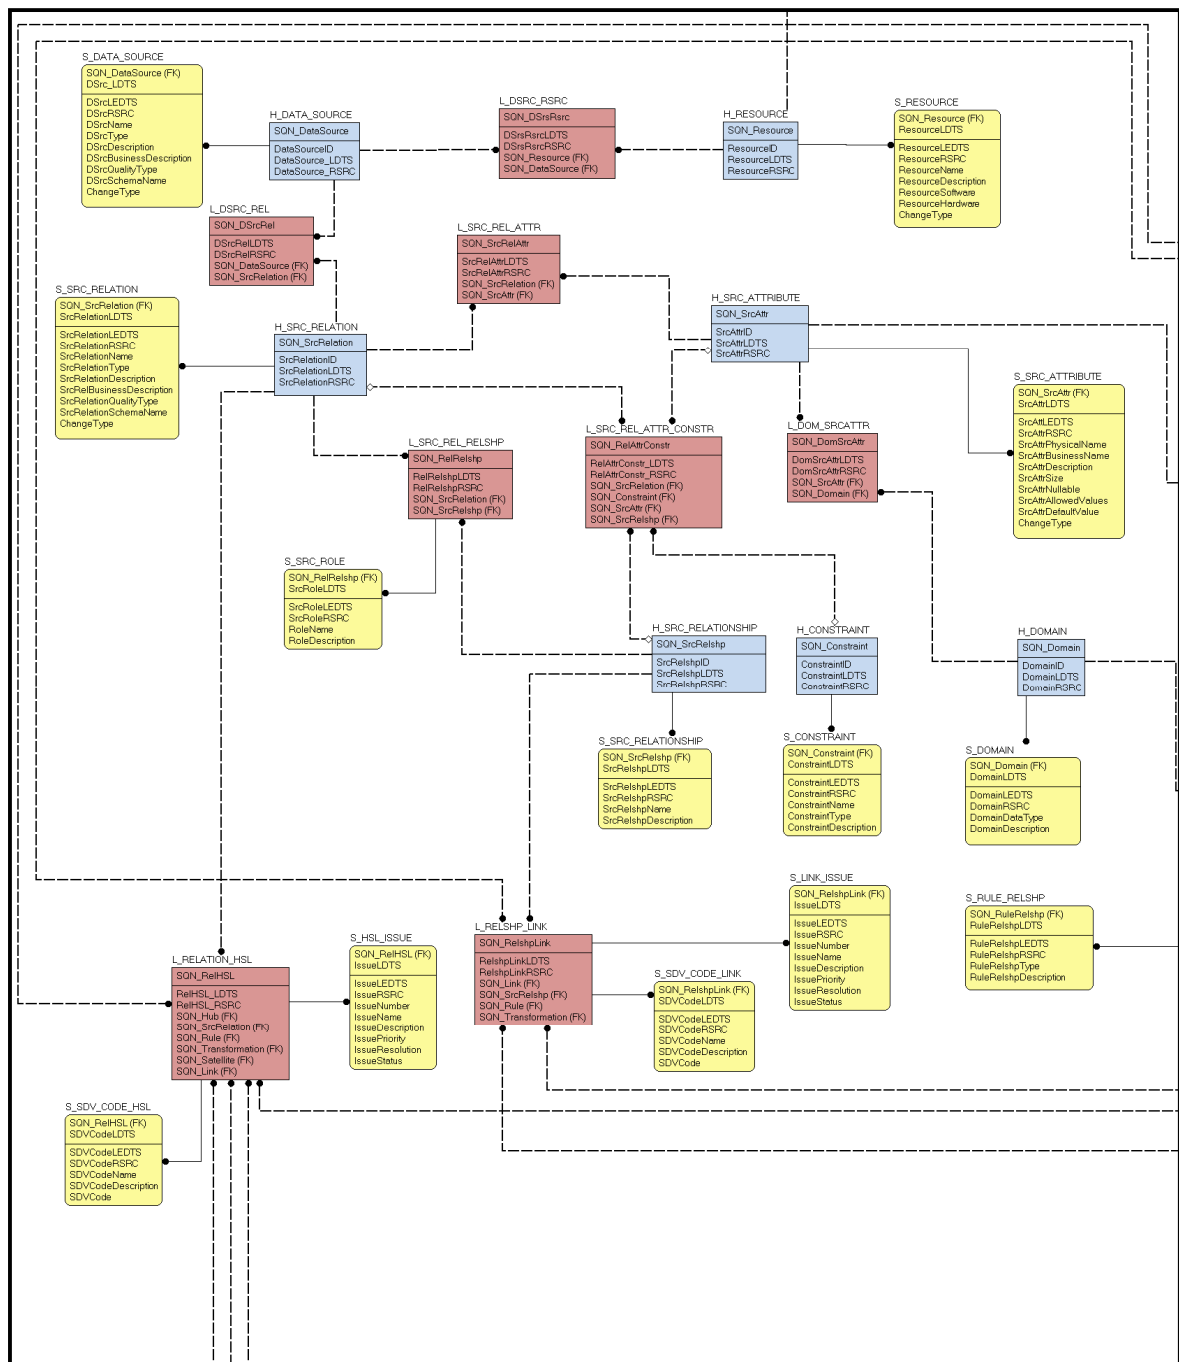 S_DATA_SOURCE
SQN_DataSource (FK)
DSrc_LDTS
DSrcLEDTS
DSrcRSRC
DSrcName
DSrcType
DSrcDescription
DSrcBusinessDescription
DSrcQualityType
DSrcSchemaName
ChangeType
H_DATA_SOURCE
SQN_DataSource
DataSourceID
DataSource_LDTS
DataSource_RSRC
L_DSRC_RSRC
SQN_DSrsRsrc
DSrsRsrcLDTS
DSrsRsrcRSRC
SQN_Resource (FK)
SQN_DataSource (FK)
H_RESOURCE
SQN_Resource
ResourceID
ResourceLDTS
ResourceRSRC
S_RESOURCE
SQN_Resource (FK)
ResourceLDTS
ResourceLEDTS
ResourceRSRC
ResourceName
ResourceDescription
ResourceSoftware
ResourceHardware
ChangeType
L_DSRC_REL
SQN_DSrcRel
DSrcRelLDTS
DSrcRelRSRC
SQN_DataSource (FK)
SQN_SrcRelation (FK)
L_SRC_REL_ATTR
SQN_SrcRelAttr
SrcRelAttrLDTS
SrcRelAttrRSRC
SQN_SrcRelation (FK)
SQN_SrcAttr (FK)
S_SRC_RELATION
SQN_SrcRelation (FK)
SrcRelationLDTS
SrcRelationLEDTS
SrcRelationRSRC
SrcRelationName
SrcRelationType
SrcRelationDescription
SrcRelBusinessDescription
SrcRelationQualityType
SrcRelationSchemaName
ChangeType
H_SRC_RELATION
SQN_SrcRelation
SrcRelationID
SrcRelationLDTS
SrcRelationRSRC
H_SRC_ATTRIBUTE
SQN_SrcAttr
SrcAttrID
SrcAttrLDTS
SrcAttrRSRC
S_SRC_ATTRIBUTE
SQN_SrcAttr (FK)
SrcAttrLDTS
SrcAttLEDTS
SrcAttrRSRC
SrcAttrPhysicalName
SrcAttrBusinessName
SrcAttrDescription
SrcAttrSize
SrcAttrNullable
SrcAttrAllowedValues
SrcAttrDefaultValue
ChangeType
L_SRC_REL_RELSHP
SQN_RelRelshp
RelRelshpLDTS
RelRelshpRSRC
SQN_SrcRelation (FK)
SQN_SrcRelshp (FK)
L_SRC_REL_ATTR_CONSTR
SQN_RelAttrConstr
RelAttrConstr_LDTS
RelAttrConstr_RSRC
SQN_SrcRelation (FK)
SQN_Constraint (FK)
SQN_SrcAttr (FK)
SQN_SrcRelshp (FK)
L_DOM_SRCATTR
SQN_DomSrcAttr
DomSrcAttrLDTS
DomSrcAttrRSRC
SQN_SrcAttr (FK)
SQN_Domain (FK)
S_SRC_ROLE
SQN_RelRelshp (FK)
SrcRoleLDTS
SrcRoleLEDTS
SrcRoleRSRC
RoleName
RoleDescription
H_SRC_RELATIONSHIP
SQN_SrcRelshp
SrcRelshpID
SrcRelshpLDTS
SrcRelshpRSRC
H_CONSTRAINT
SQN_Constraint
ConstraintID
ConstraintLDTS
ConstraintRSRC
H_DOMAIN
SQN_Domain
DomainID
DomainLDTS
DomainRSRC
S_SRC_RELATIONSHIP
SQN_SrcRelshp (FK)
SrcRelshpLDTS
SrcRelshpLEDTS
SrcRelshpRSRC
SrcRelshpName
SrcRelshpDescription
S_CONSTRAINT
SQN_Constraint (FK)
ConstraintLDTS
ConstraintLEDTS
ConstraintRSRC
ConstraintName
ConstraintType
ConstraintDescription
S_DOMAIN
SQN_Domain (FK)
DomainLDTS
DomainLEDTS
DomainRSRC
DomainDataType
DomainDescription
L_RELATION_HSL
SQN_RelHSL
RelHSL_LDTS
RelHSL_RSRC
SQN_Hub (FK)
SQN_SrcRelation (FK)
SQN_Rule (FK)
SQN_Transformation (FK)
SQN_Satellite (FK)
SQN_Link (FK)
S_HSL_ISSUE
SQN_RelHSL (FK)
IssueLDTS
IssueLEDTS
IssueRSRC
IssueNumber
IssueName
IssueDescription
IssuePriority
IssueResolution
IssueStatus
L_RELSHP_LINK
SQN_RelshpLink
RelshpLinkLDTS
RelshpLinkRSRC
SQN_Link (FK)
SQN_SrcRelshp (FK)
SQN_Rule (FK)
SQN_Transformation (FK)
S_SDV_CODE_LINK
SQN_RelshpLink (FK)
SDVCodeLDTS
SDVCodeLEDTS
SDVCodeRSRC
SDVCodeName
SDVCodeDescription
SDVCode
S_LINK_ISSUE
SQN_RelshpLink (FK)
IssueLDTS
IssueLEDTS
IssueRSRC
IssueNumber
IssueName
IssueDescription
IssuePriority
IssueResolution
IssueStatus
S_RULE_RELSHP
SQN_RuleRelshp (FK)
RuleRelshpLDTS
RuleRelshpLEDTS
RuleRelshpRSRC
RuleRelshpType
RuleRelshpDescription
S_SDV_CODE_HSL
SQN_RelHSL (FK)
SDVCodeLDTS
SDVCodeLEDTS
SDVCodeRSRC
SDVCodeName
SDVCodeDescription
SDVCode